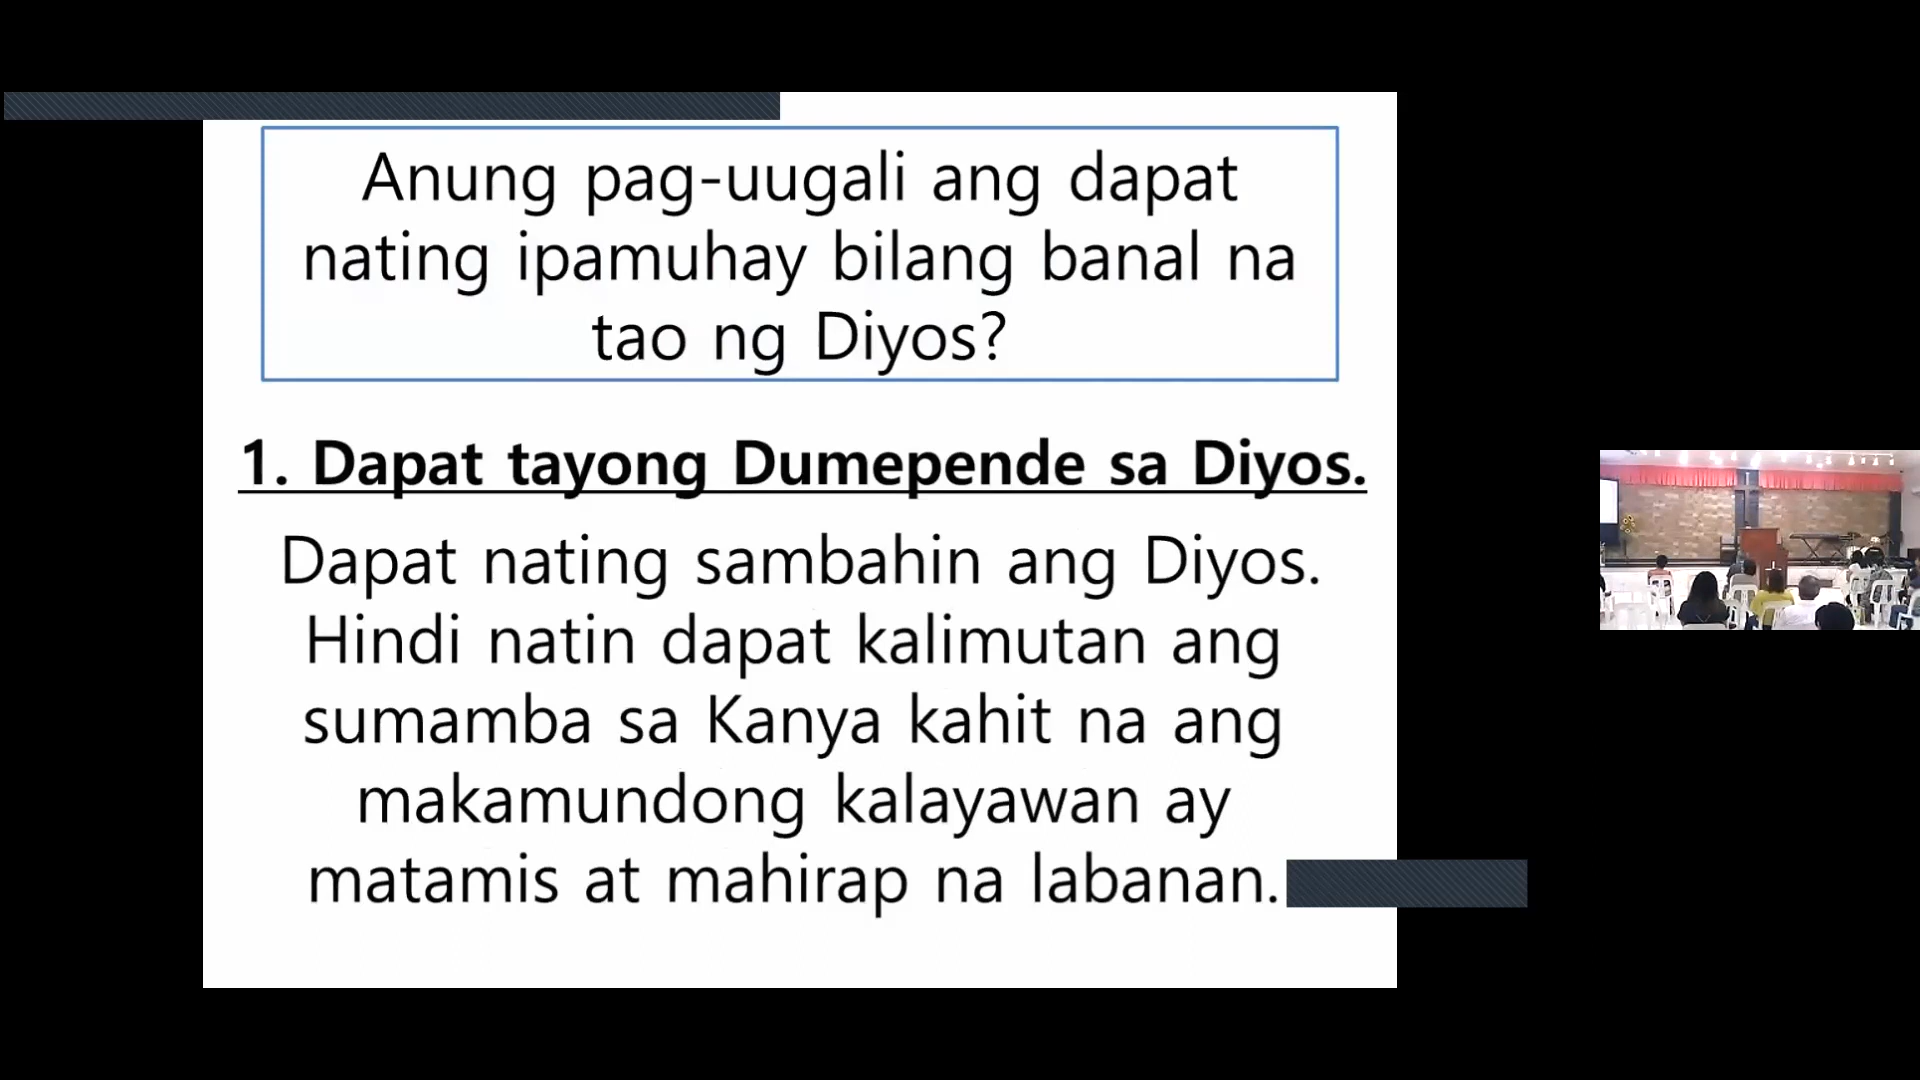 Anung pag-uugali ang dapat
nating ipamuhay bilang banal na
tao ng Diyos?
1. Dapat tayong Dumepende sa Diyos.
Dapat nating sambahin ang Diyos.
Hindi natin dapat kalimutan ang
sumamba sa Kanya kahit na ang
makamundong kalayawan ay
matamis at mahirap na labanan.